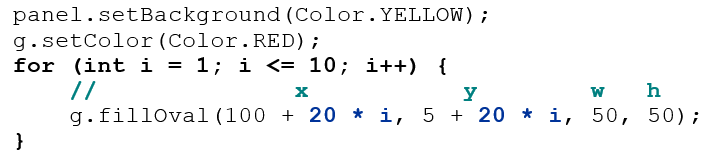 panel.setBackground(Color.YELLOW);
g.setColor(Color.RED);
for (int i = 1; i <= 10; i++) {
    //              x           y        w   h
    g.fillOval(100 + 20 * i, 5 + 20 * i, 50, 50);
}